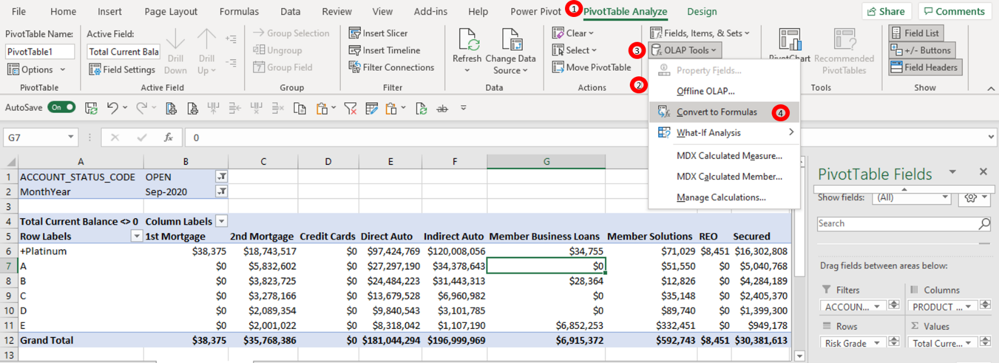 File Home Insert Page Layout Formulas Data Review View Add-ins Help Power Pivot 1 PivotTable Analyze Design Share Comments
PivotTable Name:
PivotTable1
Options
PivotTable
Active Field:
Total Current Bala
Field Settings
Drill Down
Drill Up
Active Field
Group Selection
Ungroup
Group Field
Group
Insert Slicer
Insert Timeline
Filter Connections
Filter
Refresh
Change Data Source
Data
Clear
Select
Move PivotTable
Actions
2
Fields, Items, & Sets
3 OLAP Tools
Property Fields...
Offline OLAP...
Convert to Formulas 4
What-If Analysis
MDX Calculated Measure...
MDX Calculated Member...
Manage Calculations...
PivotChart
Recommended PivotTables
Tools
Field List
+/- Buttons
Field Headers
Show
AutoSave On
ab
G7 fx 0
A B C D E F G
1 ACCOUNT_STATUS_CODE OPEN
2 MonthYear Sep-2020
3
4 Total Current Balance <> 0 Column Labels
5 Row Labels 1st Mortgage 2nd Mortgage Credit Cards Direct Auto Indirect Auto Member Business Loans Member Solutions REO Secured
6 +Platinum $38,375 $18,743,517 $0 $97,424,769 $120,008,056 $34,755 $71,029 $8,451 $16,302,808
7 A $0 $5,832,602 $0 $27,297,190 $34,378,643 $0 $51,550 $0 $5,040,768
8 B $0 $3,823,725 $0 $24,484,223 $31,443,313 $28,364 $12,826 $0 $4,284,189
9 C $0 $3,278,166 $0 $13,679,528 $6,960,982 $0 $35,148 $0 $2,405,370
10 D $0 $2,089,354 $0 $9,840,543 $3,101,785 $0 $89,740 $0 $1,399,300
11 E $0 $2,001,022 $0 $8,318,042 $1,107,190 $6,852,253 $332,451 $0 $949,178
12 Grand Total $38,375 $35,768,386 $0 $181,044,294 $196,999,969 $6,915,372 $592,743 $8,451 $30,381,613
13
PivotTable Fields
Show fields: (All)
Search
Drag fields between areas below:
Filters
ACCOUN...
Columns
PRODUCT ...
Rows
Risk Grade
Σ Values
Total Curre...